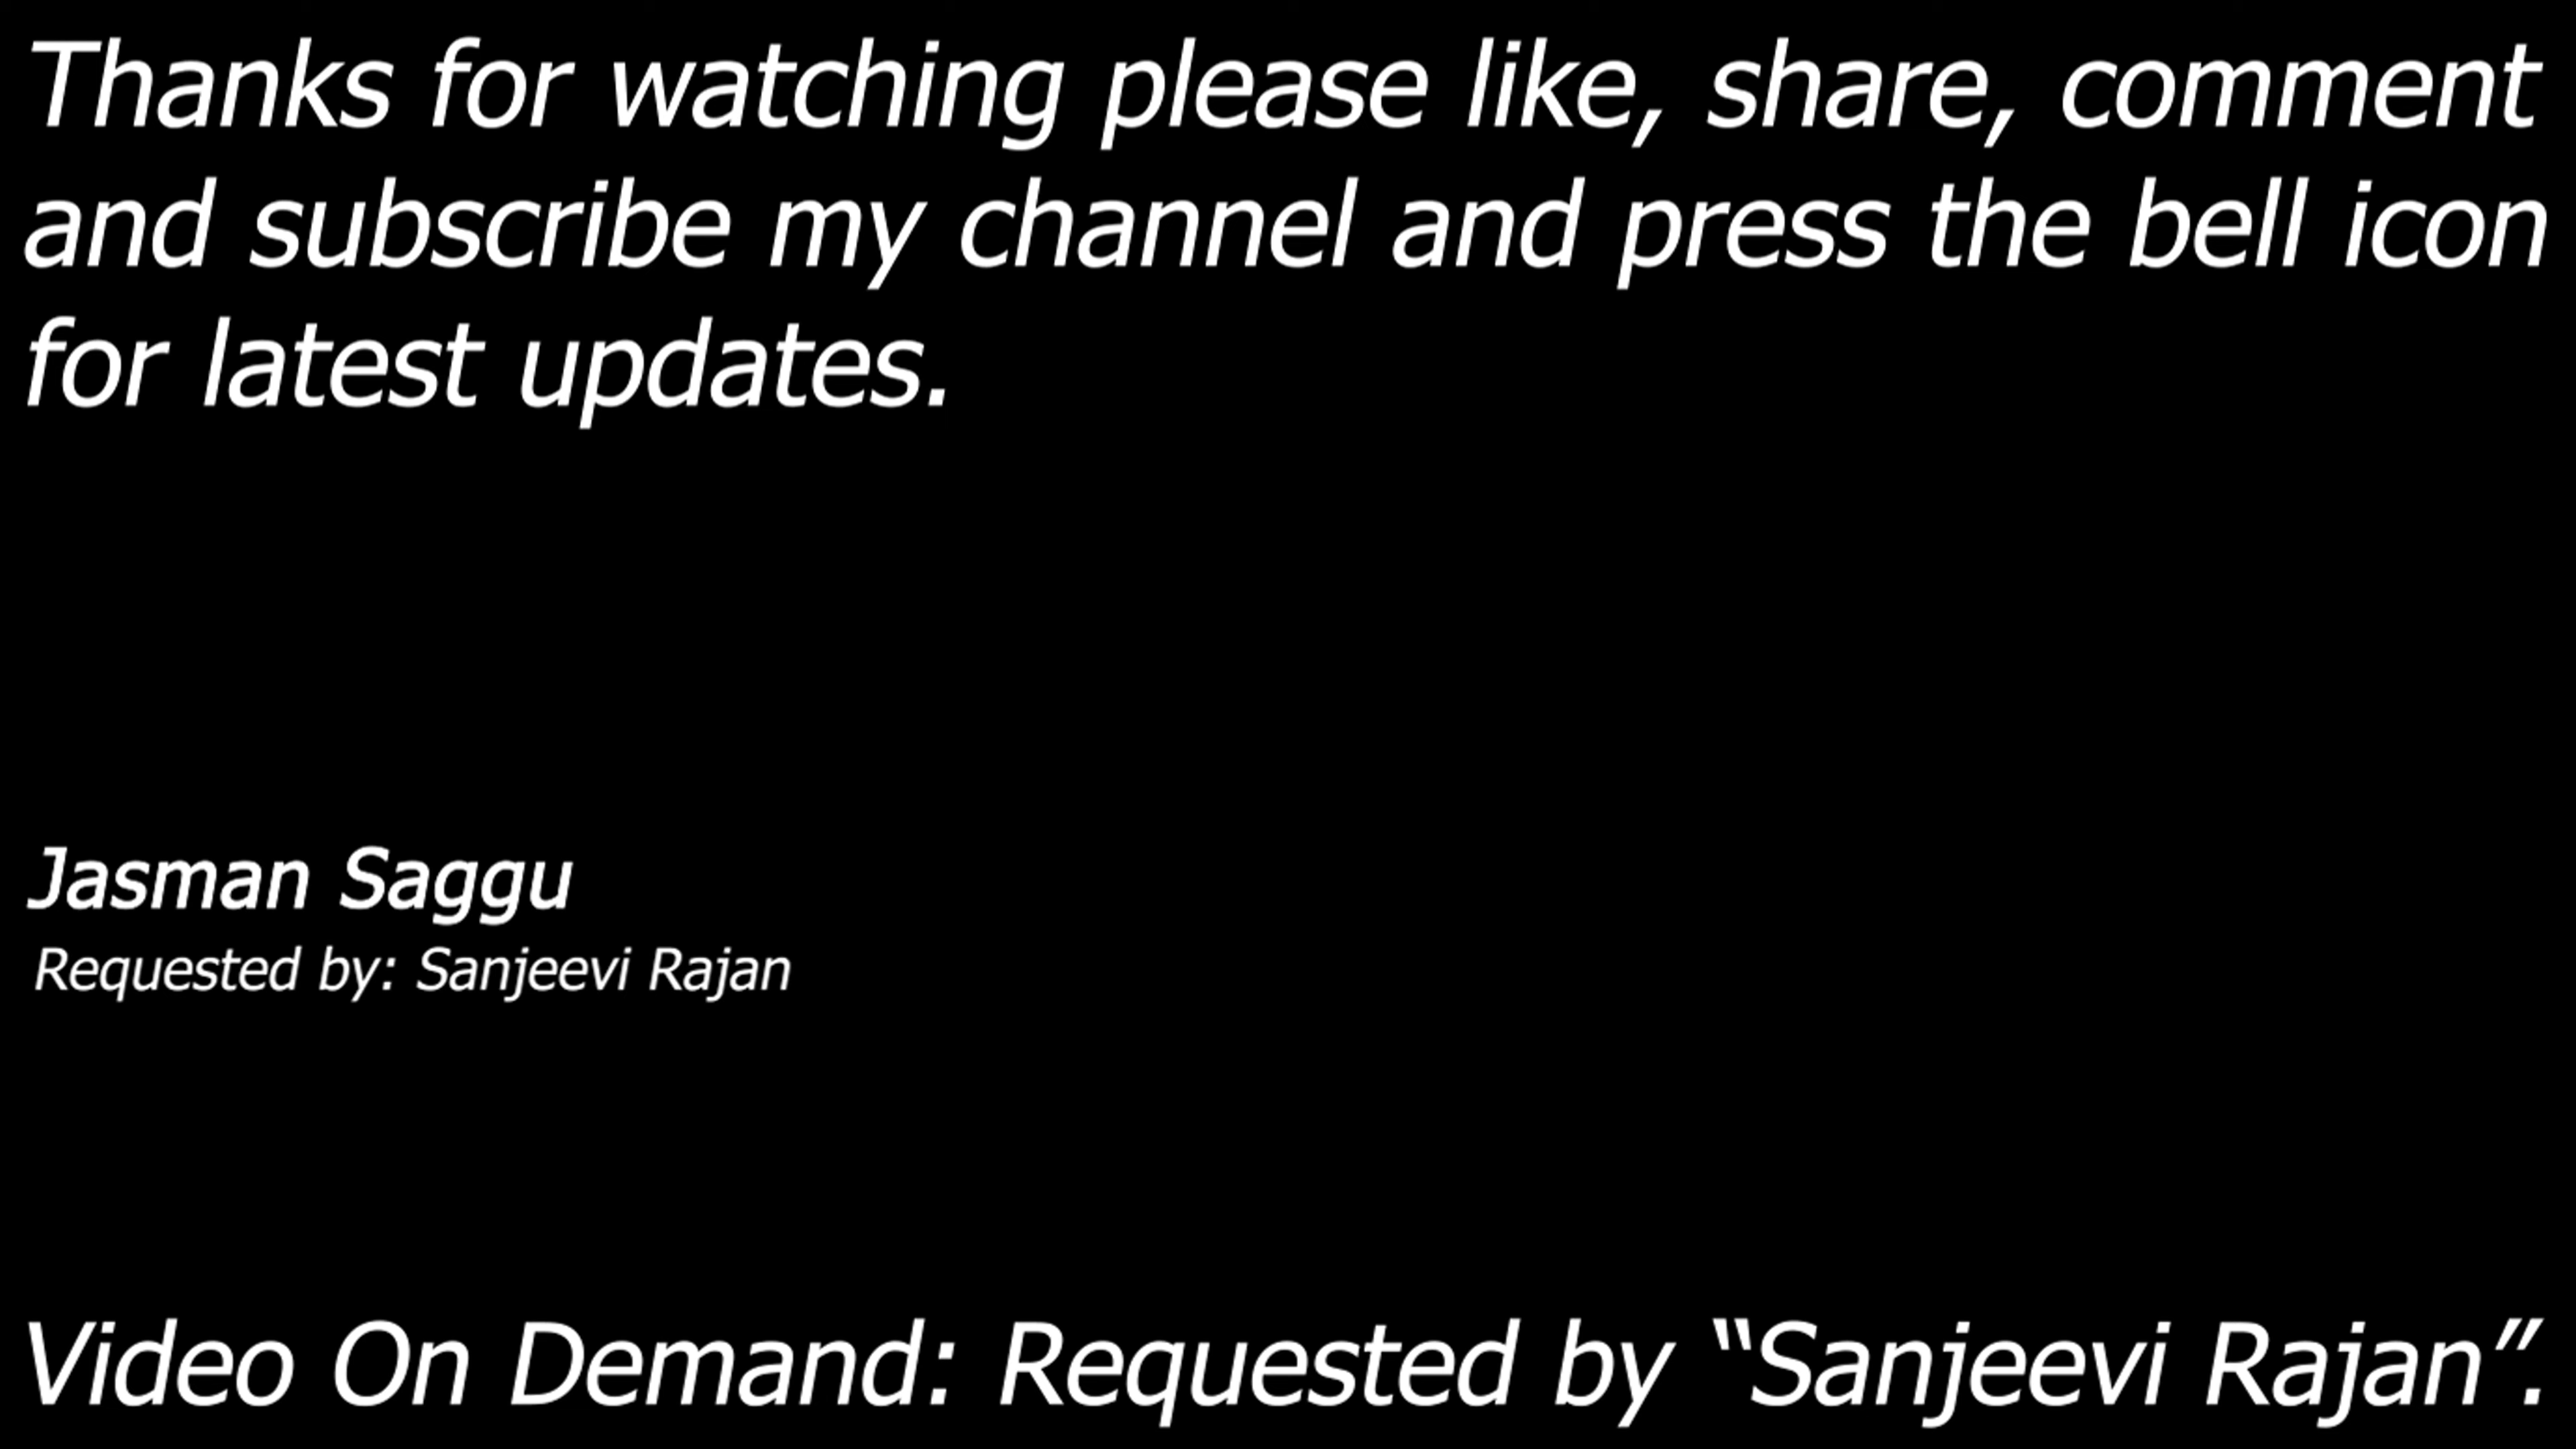 Thanks for watching please like, share, comment
and subscribe my channel and press the bell icon
for latest updates.
Jasman Saggu
Requested by: Sanjeevi Rajan
Video On Demand: Requested by “Sanjeevi Rajan”.